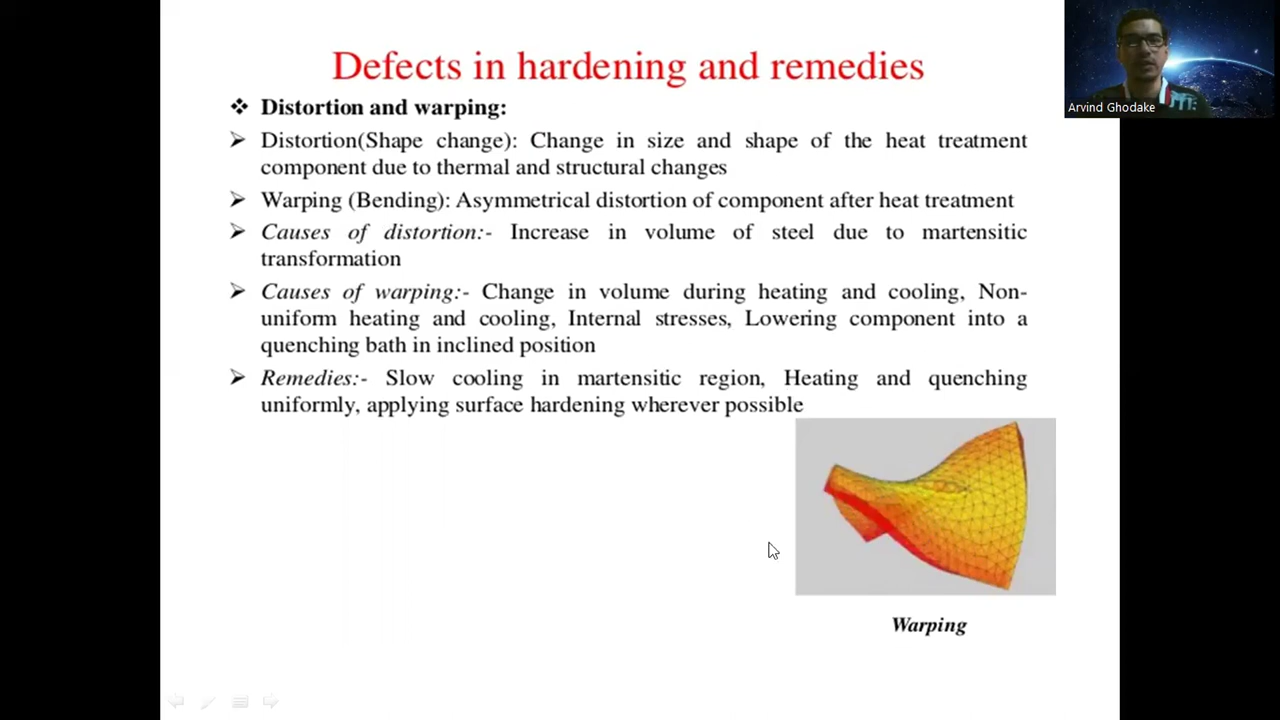 Defects in hardening and remedies
Arvind Ghodake
❖ Distortion and warping:
➢ Distortion(Shape change): Change in size and shape of the heat treatment
component due to thermal and structural changes
➢ Warping (Bending): Asymmetrical distortion of component after heat treatment
➢ Causes of distortion:- Increase in volume of steel due to martensitic
transformation
➢ Causes of warping:- Change in volume during heating and cooling, Non-
uniform heating and cooling, Internal stresses, Lowering component into a
quenching bath in inclined position
➢ Remedies:- Slow cooling in martensitic region, Heating and quenching
uniformly, applying surface hardening wherever possible
Warping